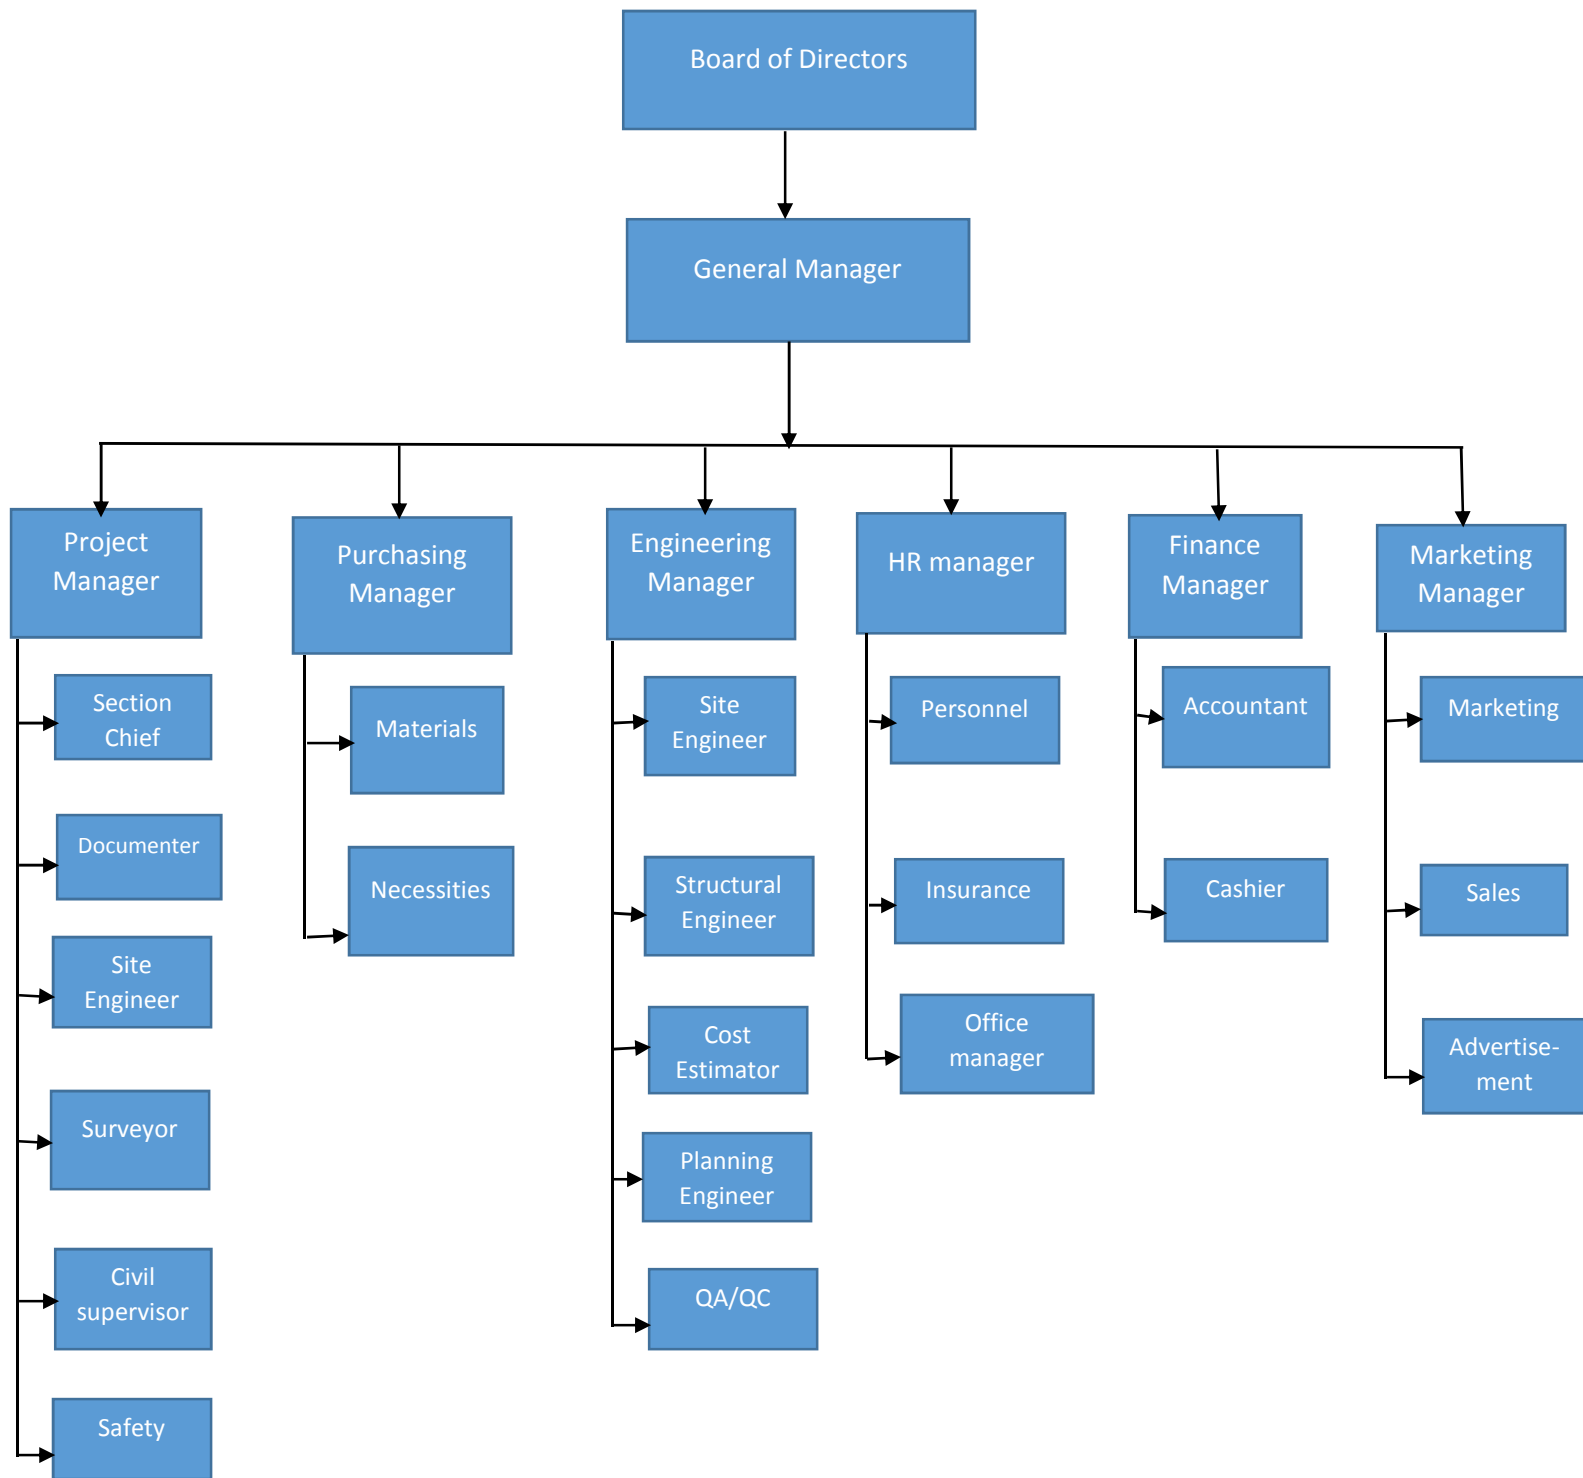 Board of Directors
General Manager
Project
Manager
Purchasing
Manager
Engineering
Manager
HR manager
Finance
Manager
Marketing
Manager
Section
Chief
Documenter
Site
Engineer
Surveyor
Civil
supervisor
Safety
Materials
Necessities
Site
Engineer
Structural
Engineer
Cost
Estimator
Planning
Engineer
QA/QC
Personnel
Insurance
Office
manager
Accountant
Cashier
Marketing
Sales
Advertise-
ment